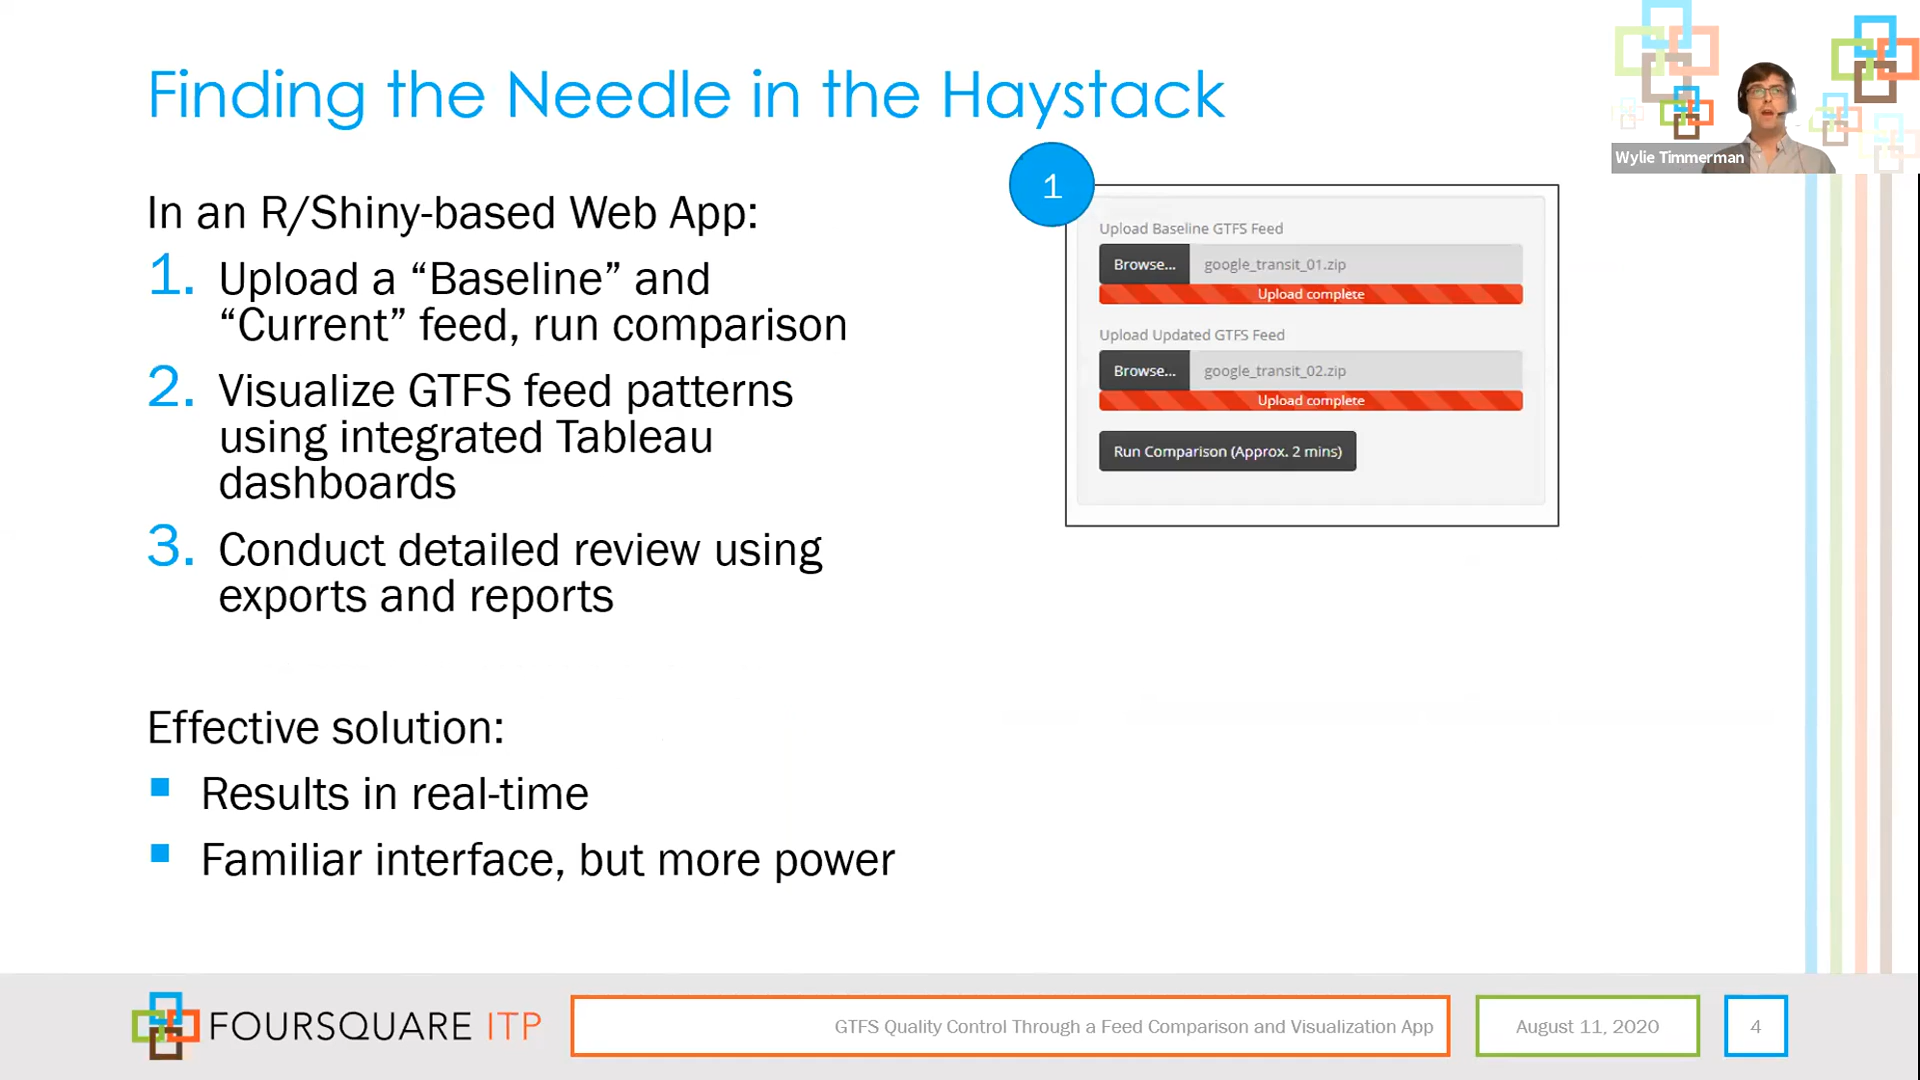 Finding the Needle in the Haystack
Wylie Timmerman
In an R/Shiny-based Web App:
1. Upload a “Baseline” and
“Current” feed, run comparison
2. Visualize GTFS feed patterns
using integrated Tableau
dashboards
3. Conduct detailed review using
exports and reports
Effective solution:
Results in real-time
Familiar interface, but more power
1
Upload Baseline GTFS Feed
Browse... google_transit_01.zip
Upload complete
Upload Updated GTFS Feed
Browse... google_transit_02.zip
Upload complete
Run Comparison (Approx. 2 mins)
FOURSQUARE ITP
GTFS Quality Control Through a Feed Comparison and Visualization App
August 11, 2020
4